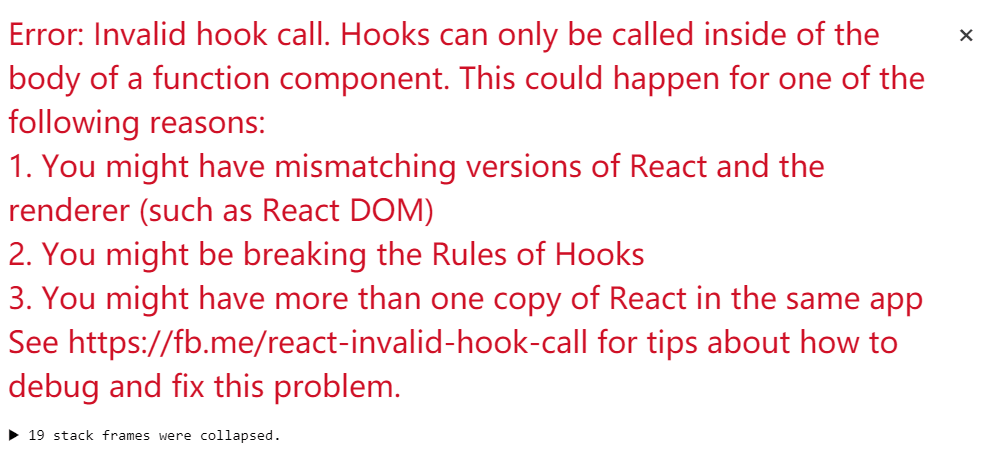 Error: Invalid hook call. Hooks can only be called inside of the
body of a function component. This could happen for one of the
following reasons:
1. You might have mismatching versions of React and the
renderer (such as React DOM)
2. You might be breaking the Rules of Hooks
3. You might have more than one copy of React in the same app
See https://fb.me/react-invalid-hook-call for tips about how to
debug and fix this problem.
▶ 19 stack frames were collapsed.